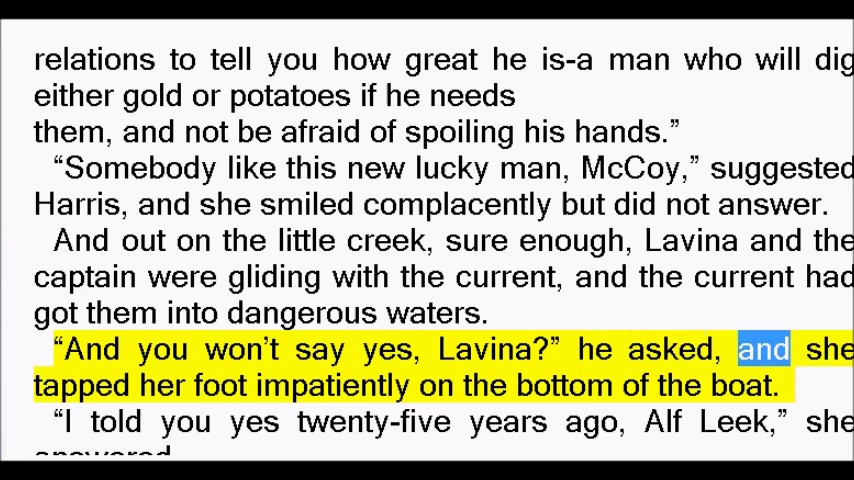 relations to tell you how great he is-a man who will dig
either gold or potatoes if he needs
them, and not be afraid of spoiling his hands.”
“Somebody like this new lucky man, McCoy,” suggested
Harris, and she smiled complacently but did not answer.
And out on the little creek, sure enough, Lavina and the
captain were gliding with the current, and the current had
got them into dangerous waters.
“And you won’t say yes, Lavina?” he asked, and she
tapped her foot impatiently on the bottom of the boat.
“I told you yes twenty-five years ago, Alf Leek,” she
answered